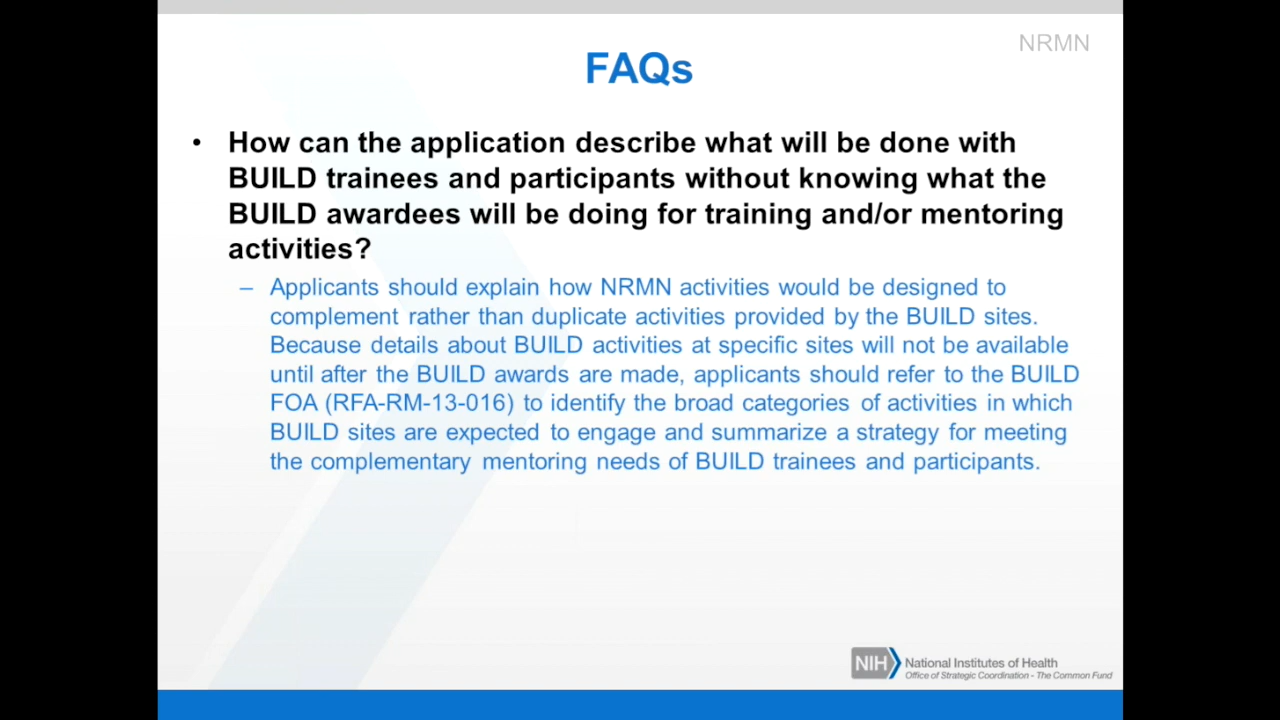 NRMN
FAQs
• How can the application describe what will be done with
BUILD trainees and participants without knowing what the
BUILD awardees will be doing for training and/or mentoring
activities?
– Applicants should explain how NRMN activities would be designed to
complement rather than duplicate activities provided by the BUILD sites.
Because details about BUILD activities at specific sites will not be available
until after the BUILD awards are made, applicants should refer to the BUILD
FOA (RFA-RM-13-016) to identify the broad categories of activities in which
BUILD sites are expected to engage and summarize a strategy for meeting
the complementary mentoring needs of BUILD trainees and participants.
NIH National Institutes of Health
Office of Strategic Coordination - The Common Fund